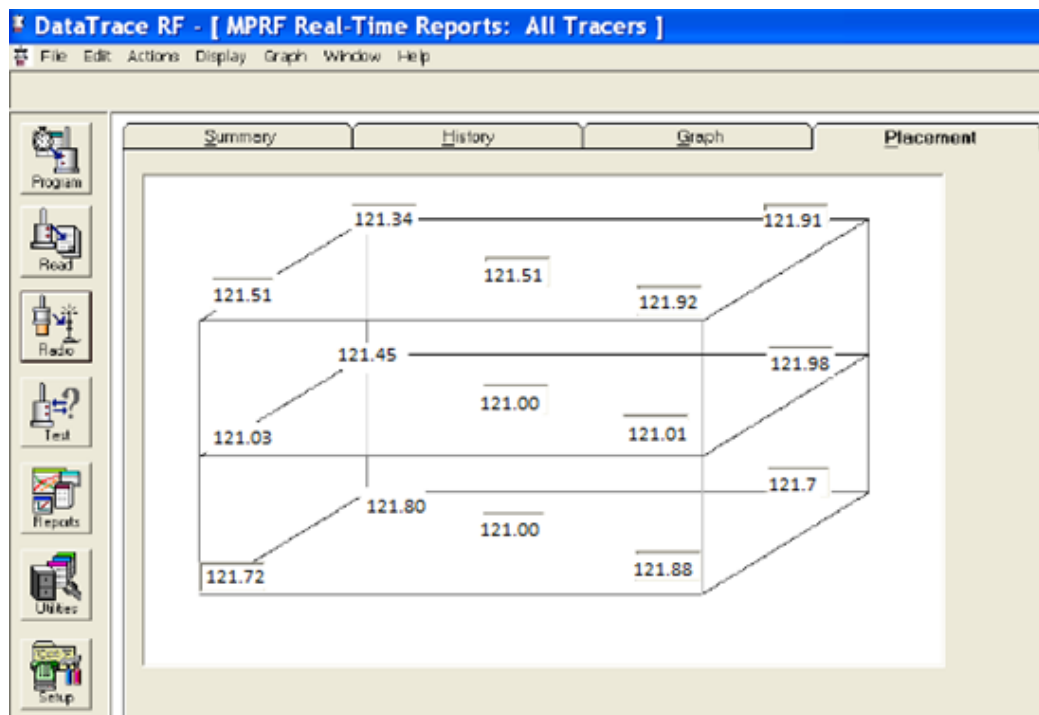 DataTrace RF - [ MPRF Real-Time Reports: All Tracers ]
File Edit Actions Display Graph Window Help
Summary History Graph Placement
Program
Read
Radio
Test
Reports
Utilities
Setup
121.34 121.91
121.51
121.51 121.92
121.45 121.98
121.00
121.03 121.01
121.80 121.7
121.00
121.72 121.88